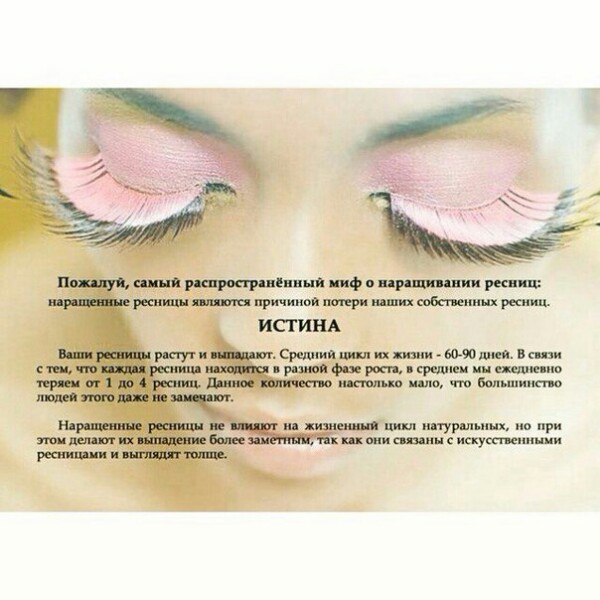 Пожалуй, самый распространённый миф о наращивании ресниц:
наращенные ресницы являются причиной потери наших собственных ресниц.
ИСТИНА
Ваши ресницы растут и выпадают. Средний цикл их жизни - 60-90 дней. В связи
с тем, что каждая ресница находится в разной фазе роста, в среднем мы ежедневно
теряем от 1 до 4 ресниц. Данное количество настолько мало, что большинство
людей этого даже не замечают.
Наращенные ресницы не влияют на жизненный цикл натуральных, но при
этом делают их выпадение более заметным, так как они связаны с искусственными
ресницами и выглядят толще.